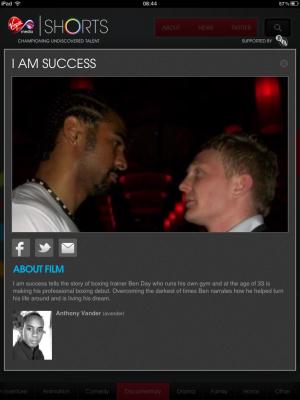 iPad 08:44 57%
Virgin media SHORTS
ABOUT NEWS TWITTER
CHAMPIONING UNDISCOVERED TALENT SUPPORTED BY
I AM SUCCESS
ABOUT FILM
I am success tells the story of boxing trainer Ben Day who runs his own gym and at the age of 33 is
making his professional boxing debut. Overcoming the darkest of times Ben narrates how he helped turn
his life around and is living his dream.
Anthony Vander (avander)
Adventure Animation Comedy Documentary Drama Family Horror Other